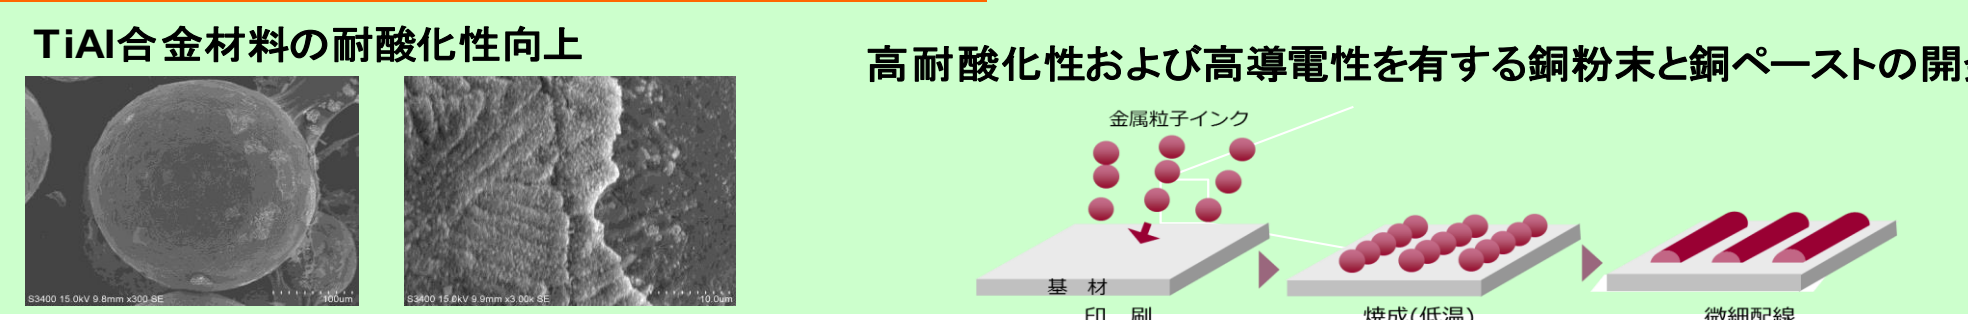 TiAl合金材料の耐酸化性向上
高耐酸化性および高導電性を有する銅粉末と銅ペーストの開
金属粒子インク
基 材
印 刷
焼成(低温)
微細配線
S3400 15.0kV 9.8mm x300 SE
100um
S3400 15.0kV 9.9mm x3.00k SE
10.0um